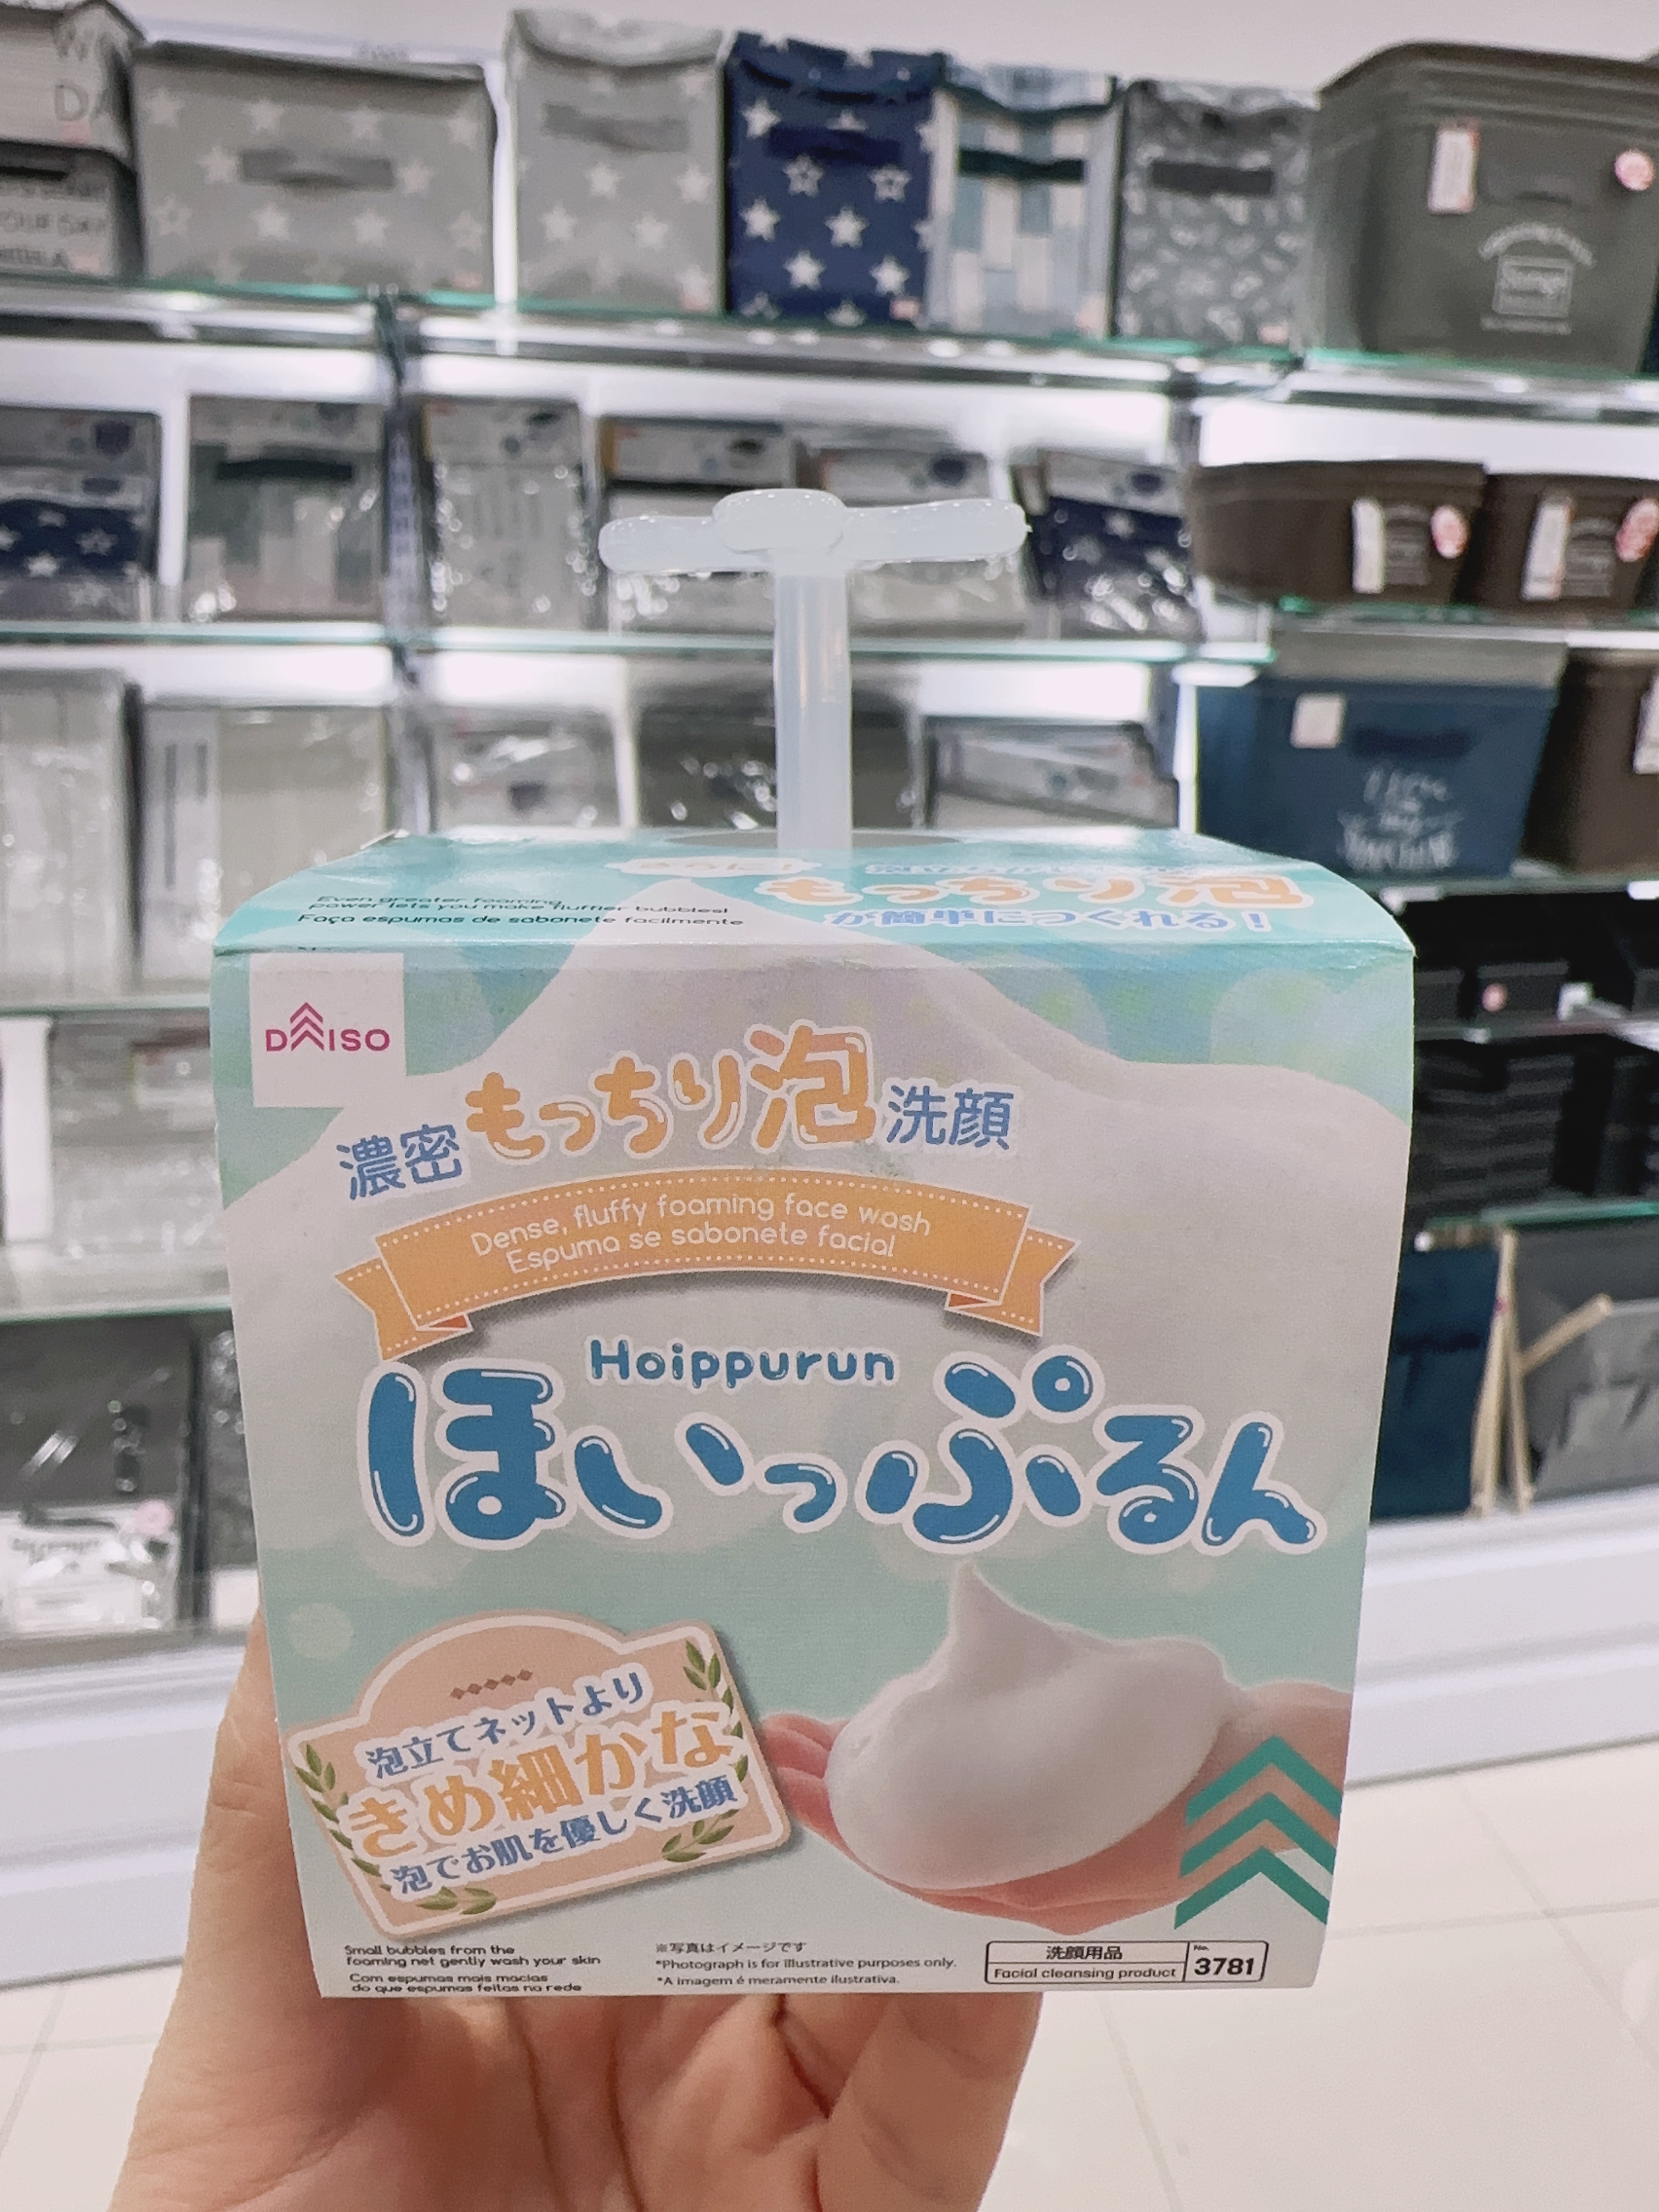 Even greater foaming
power lets you make fluffier bubbles!
Faça espumas de sabonete facilmente
もっちり泡
が簡単につくれる!
DAISO
濃密もっちり泡洗顔
Dense, fluffy foaming face wash
Espuma se sabonete facial
Hoippurun
ほいっぷるん
泡立てネットより
きめ細かな
泡でお肌を優しく洗顔
Small bubbles from the
foaming net gently wash your skin
Com espumas mais macias
do que espumas feitas na rede
※写真はイメージです
*Photograph is for illustrative purposes only.
*A imagem é meramente ilustrativa.
洗顔用品
Facial cleansing product
No.
3781